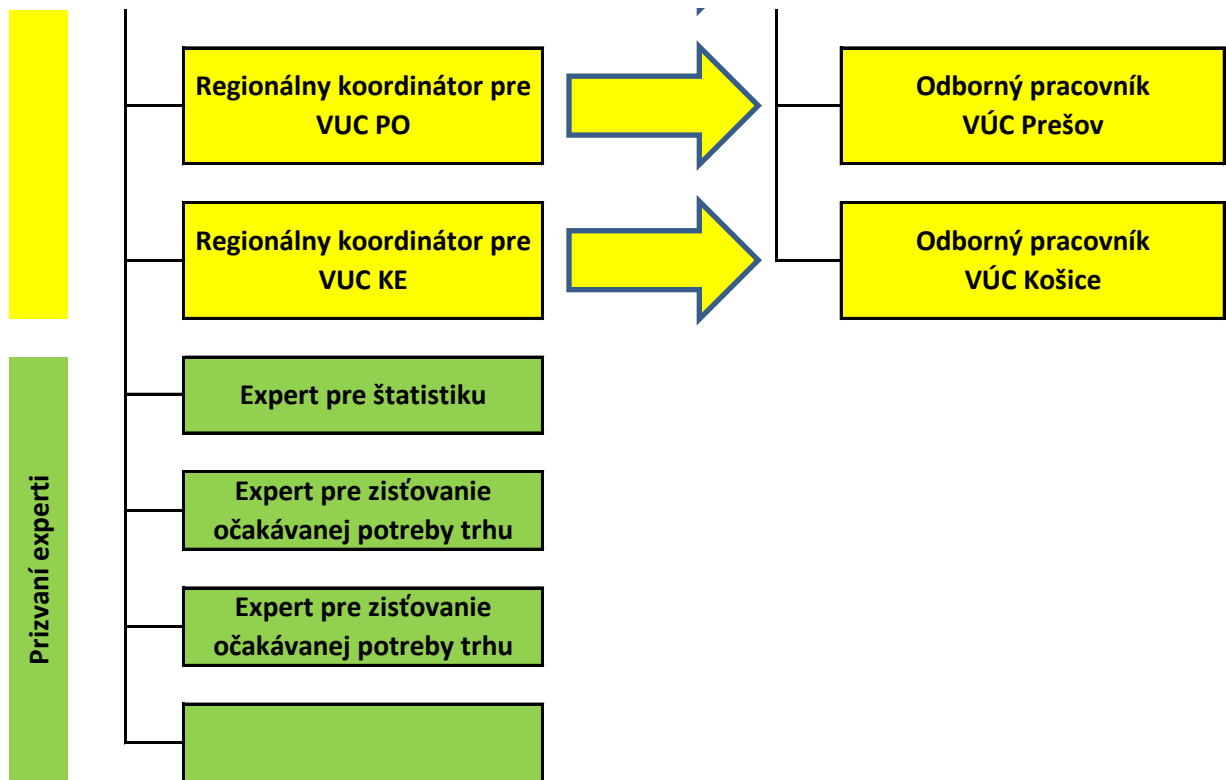 Regionálny koordinátor pre
VUC PO
Odborný pracovník
VÚC Prešov
Regionálny koordinátor pre
VUC KE
Odborný pracovník
VÚC Košice
Prizvaní experti
Expert pre štatistiku
Expert pre zisťovanie
očakávanej potreby trhu
Expert pre zisťovanie
očakávanej potreby trhu